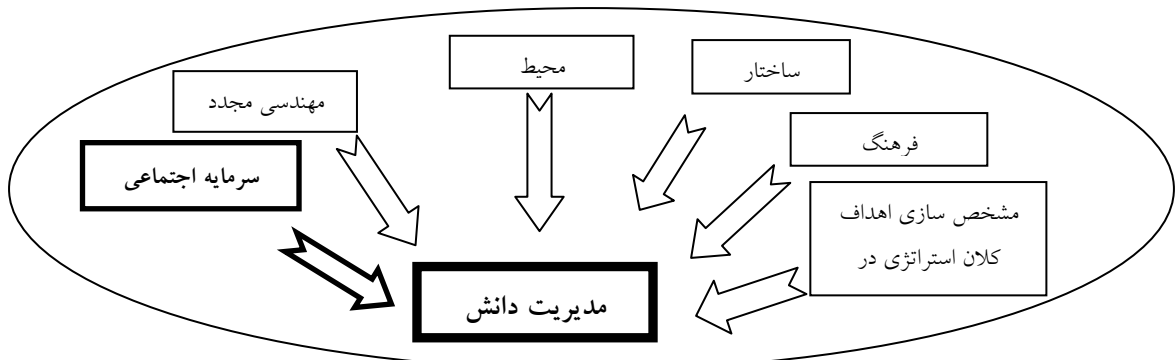 محیط
ساختار
مهندسی مجدد
فرهنگ
سرمایه اجتماعی
مشخص سازی اهداف
کلان استراتژی در
مدیریت دانش